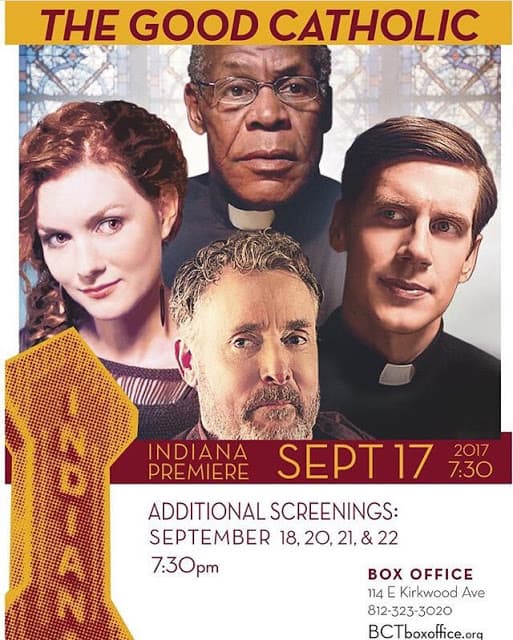 THE GOOD CATHOLIC
INDIANA
PREMIERE
SEPT 17
2017
7:30
INDIAN
ADDITIONAL SCREENINGS:
SEPTEMBER 18, 20, 21, & 22
7:30pm
BOX OFFICE
114 E Kirkwood Ave
812-323-3020
BCTboxoffice.org